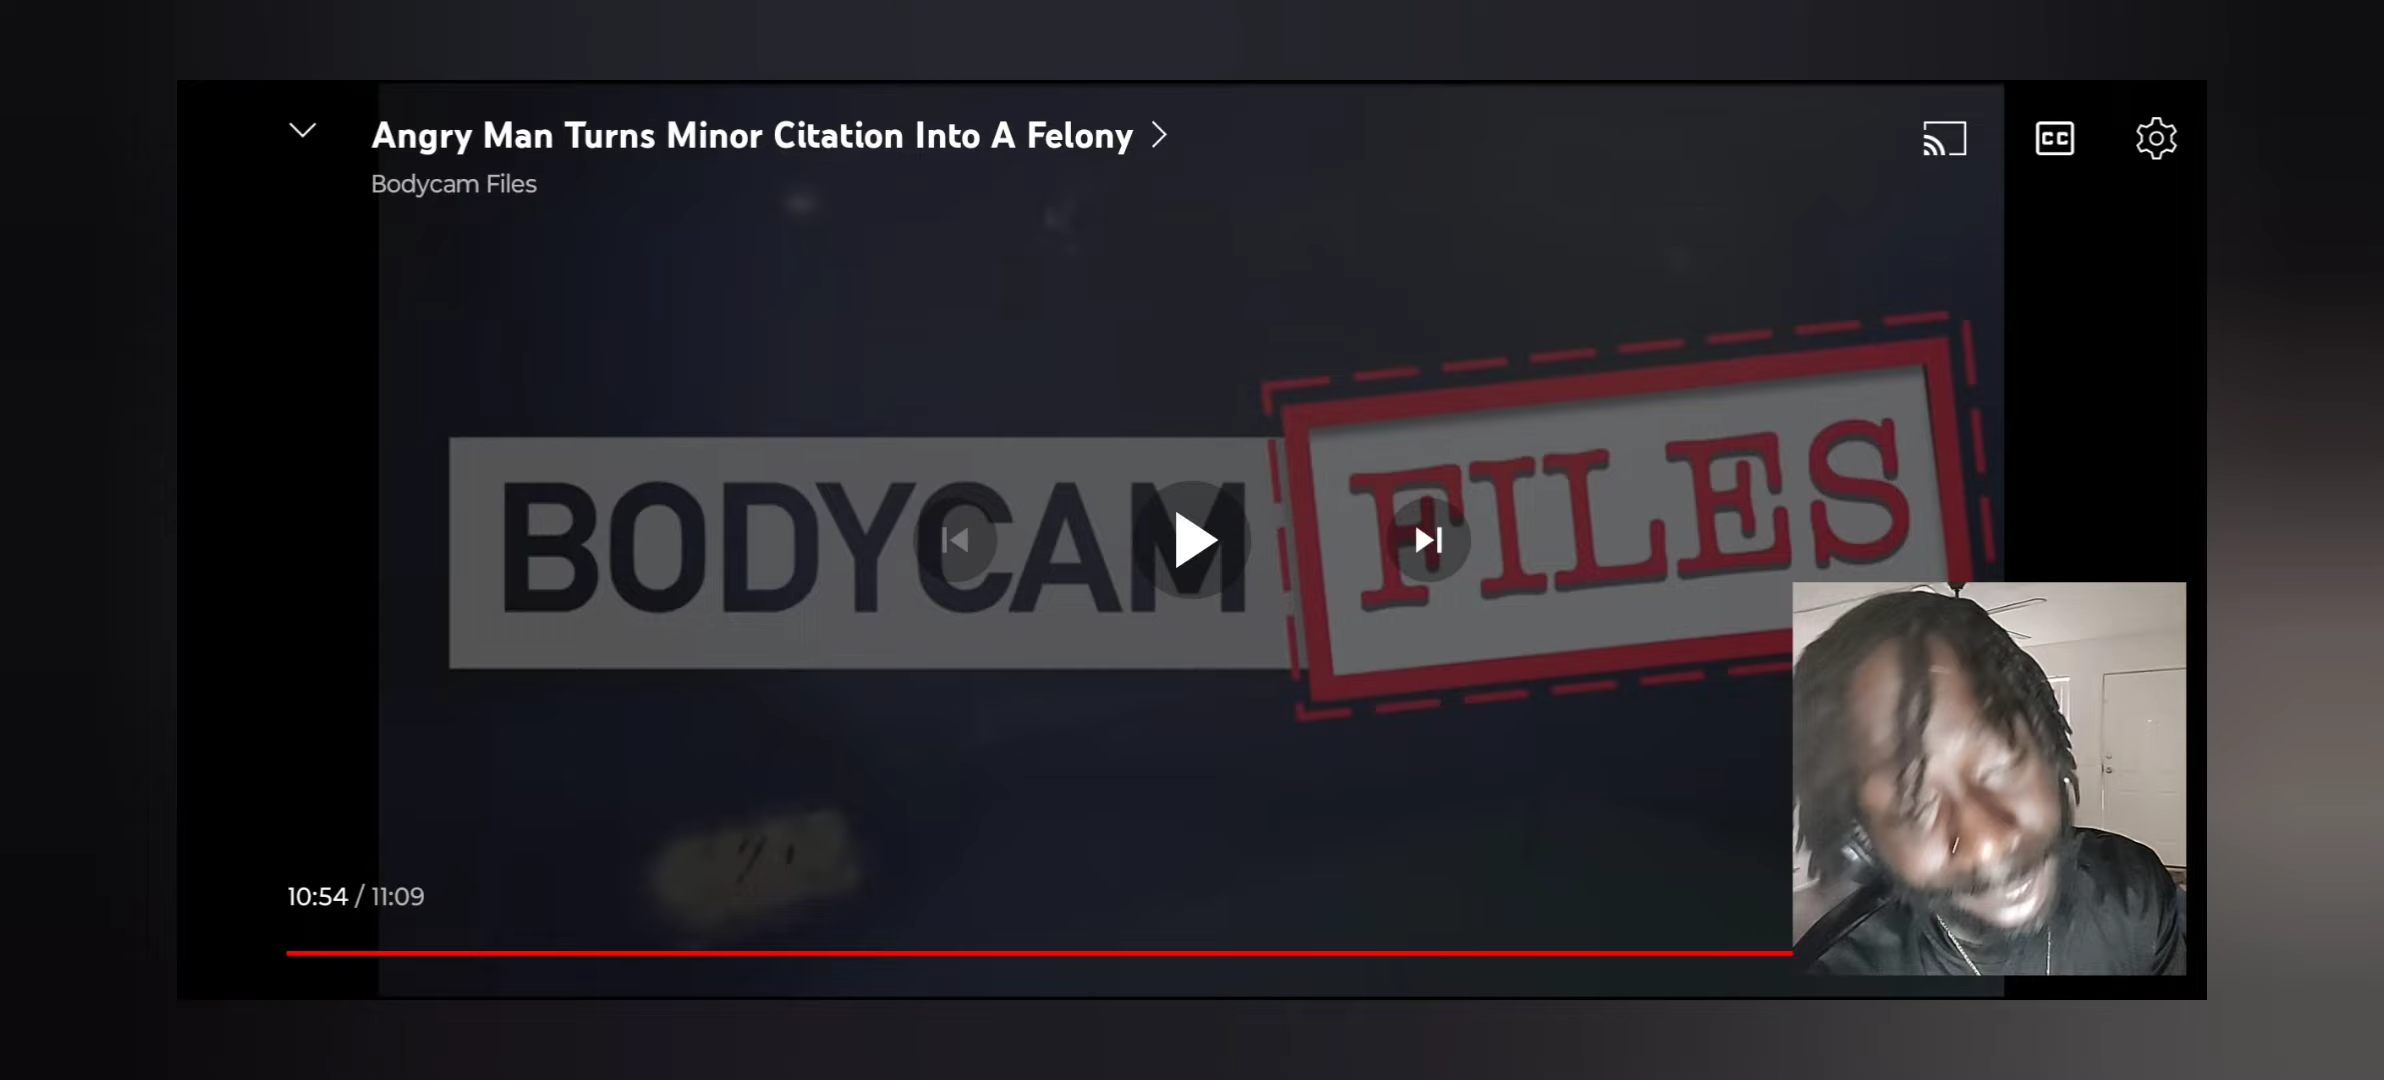 Angry Man Turns Minor Citation Into A Felony
Bodycam Files
CC
BODYCAM FILES
10:54 / 11:09